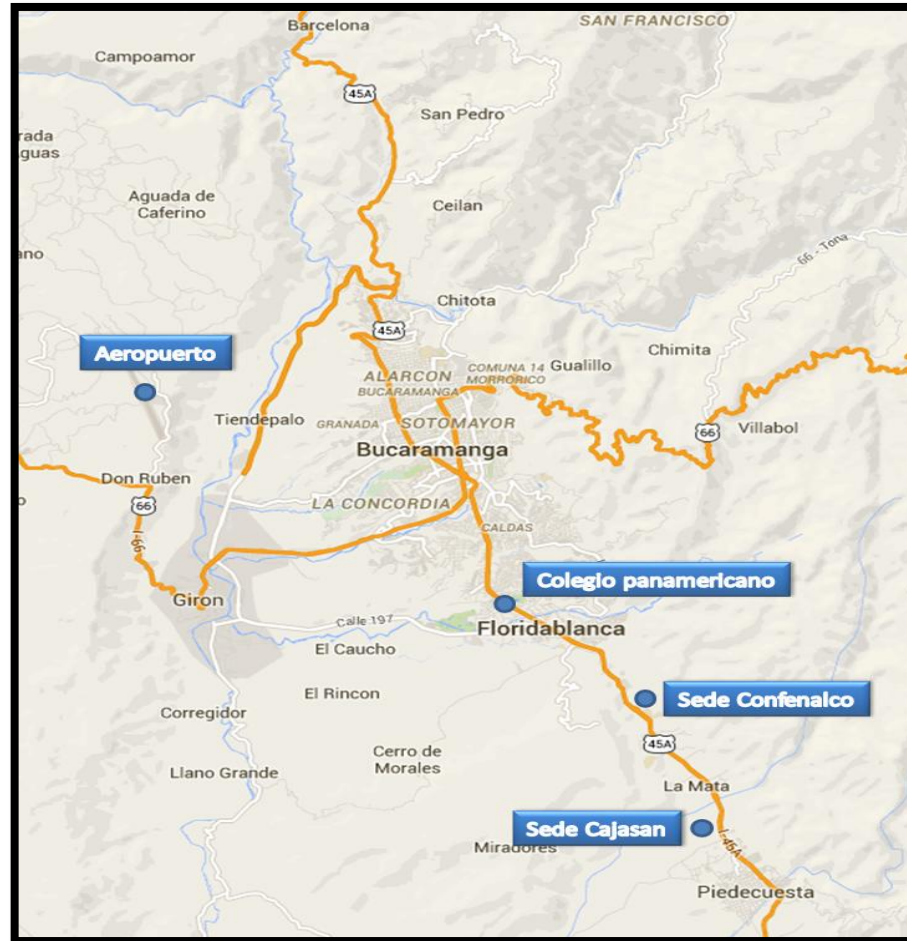 Barcelona
SAN FRANCISCO
Campoamor
45A
San Pedro
rada
guas
Aguada de
Caferino
Ceilan
ano
66 - Tona
Chitota
45A
Aeropuerto
Chimita
COMUNA 14
MORRORICO
Gualillo
ALARCON
BUCARAMANGA
Tiendepalo
GRANADA
SOTOMAYOR
66
Villabol
Bucaramanga
Don Ruben
66
LA CONCORDIA
I-66
CALDAS
Colegio panamericano
Giron
Calle 197
Floridablanca
El Caucho
El Rincon
Sede Confenalco
Corregidor
45A
Cerro de
Morales
Llano Grande
La Mata
Sede Cajasan
I-45A
Miradores
Piedecuesta